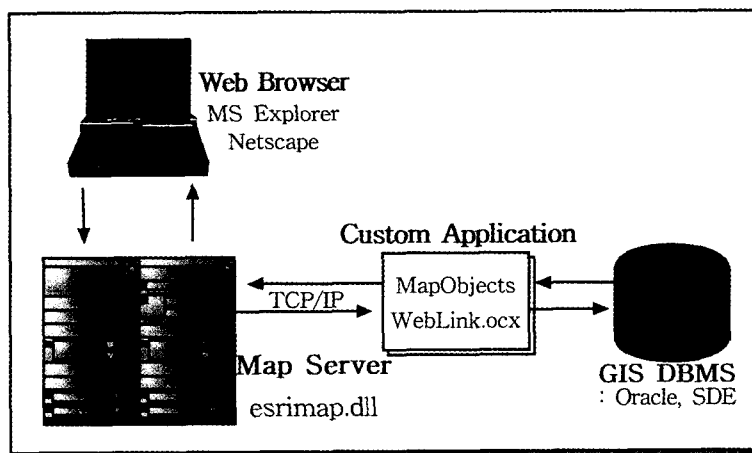 Web Browser
MS Explorer
Netscape
Custom Application
MapObjects
WebLink.ocx
TCP/IP
Map Server
esrimap.dll
GIS DBMS
: Oracle, SDE